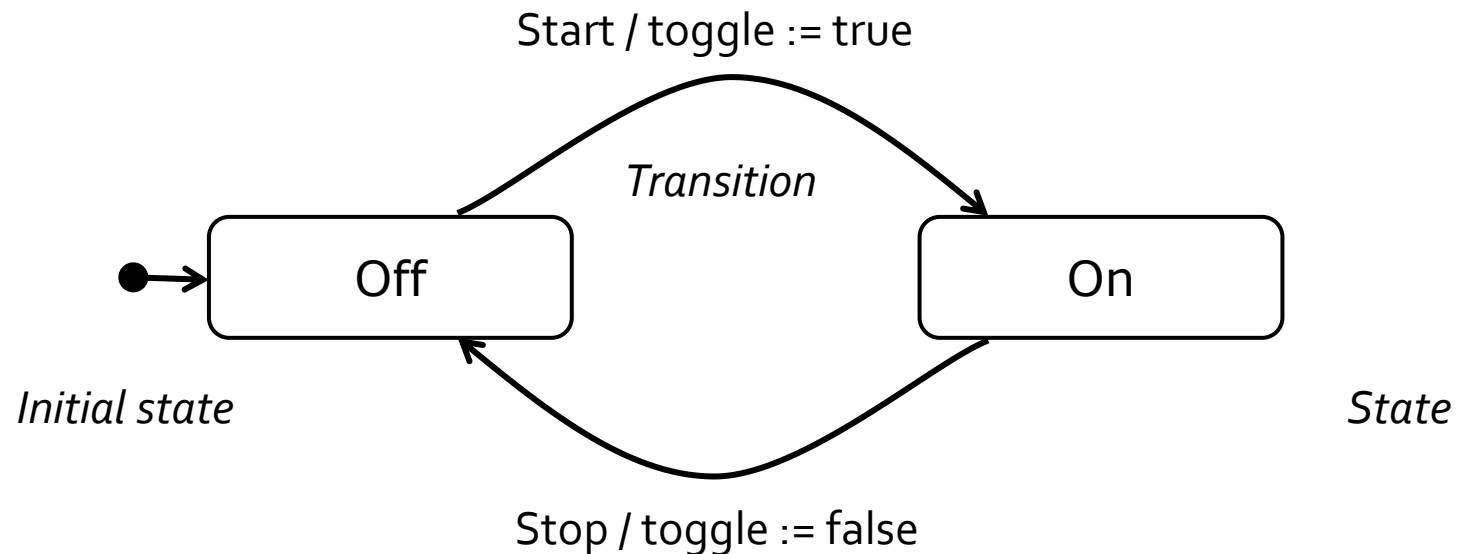 Start / toggle := true
Transition
Off
On
Initial state
State
Stop / toggle := false